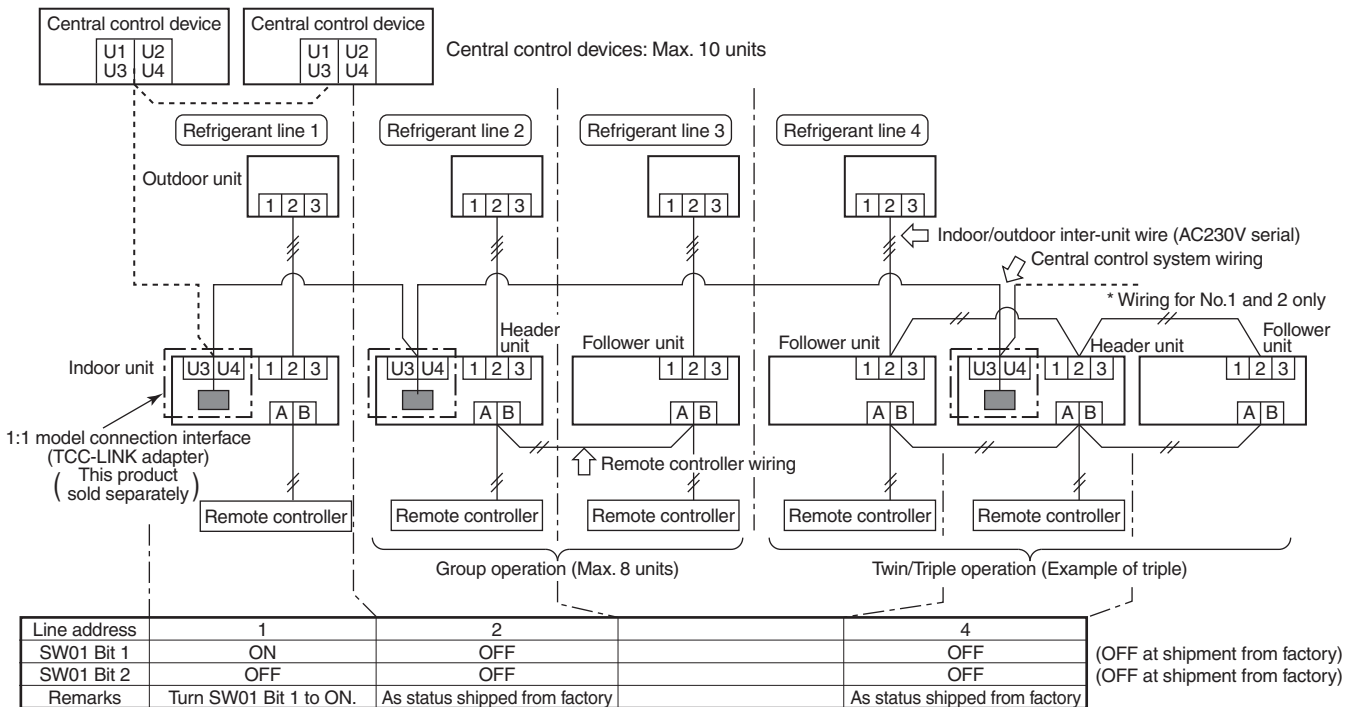 Central control device
U1 U2
U3 U4
Central control device
U1 U2
U3 U4
Central control devices: Max. 10 units
Refrigerant line 1
Refrigerant line 2
Refrigerant line 3
Refrigerant line 4
Outdoor unit
1 2 3
1 2 3
1 2 3
1 2 3
Indoor/outdoor inter-unit wire (AC230V serial)
Central control system wiring
* Wiring for No.1 and 2 only
Indoor unit
U3 U4
1 2 3
A B
U3 U4
Header
unit
1 2 3
A B
Follower unit
1 2 3
A B
Follower unit
1 2 3
A B
U3 U4
Header unit
1 2 3
A B
Follower
unit
1 2 3
A B
1:1 model connection interface
(TCC-LINK adapter)
( This product
sold separately )
Remote controller wiring
Remote controller
Remote controller
Remote controller
Remote controller
Remote controller
Group operation (Max. 8 units)
Twin/Triple operation (Example of triple)
Line address 1 2 4
SW01 Bit 1 ON OFF OFF (OFF at shipment from factory)
SW01 Bit 2 OFF OFF OFF (OFF at shipment from factory)
Remarks Turn SW01 Bit 1 to ON. As status shipped from factory As status shipped from factory